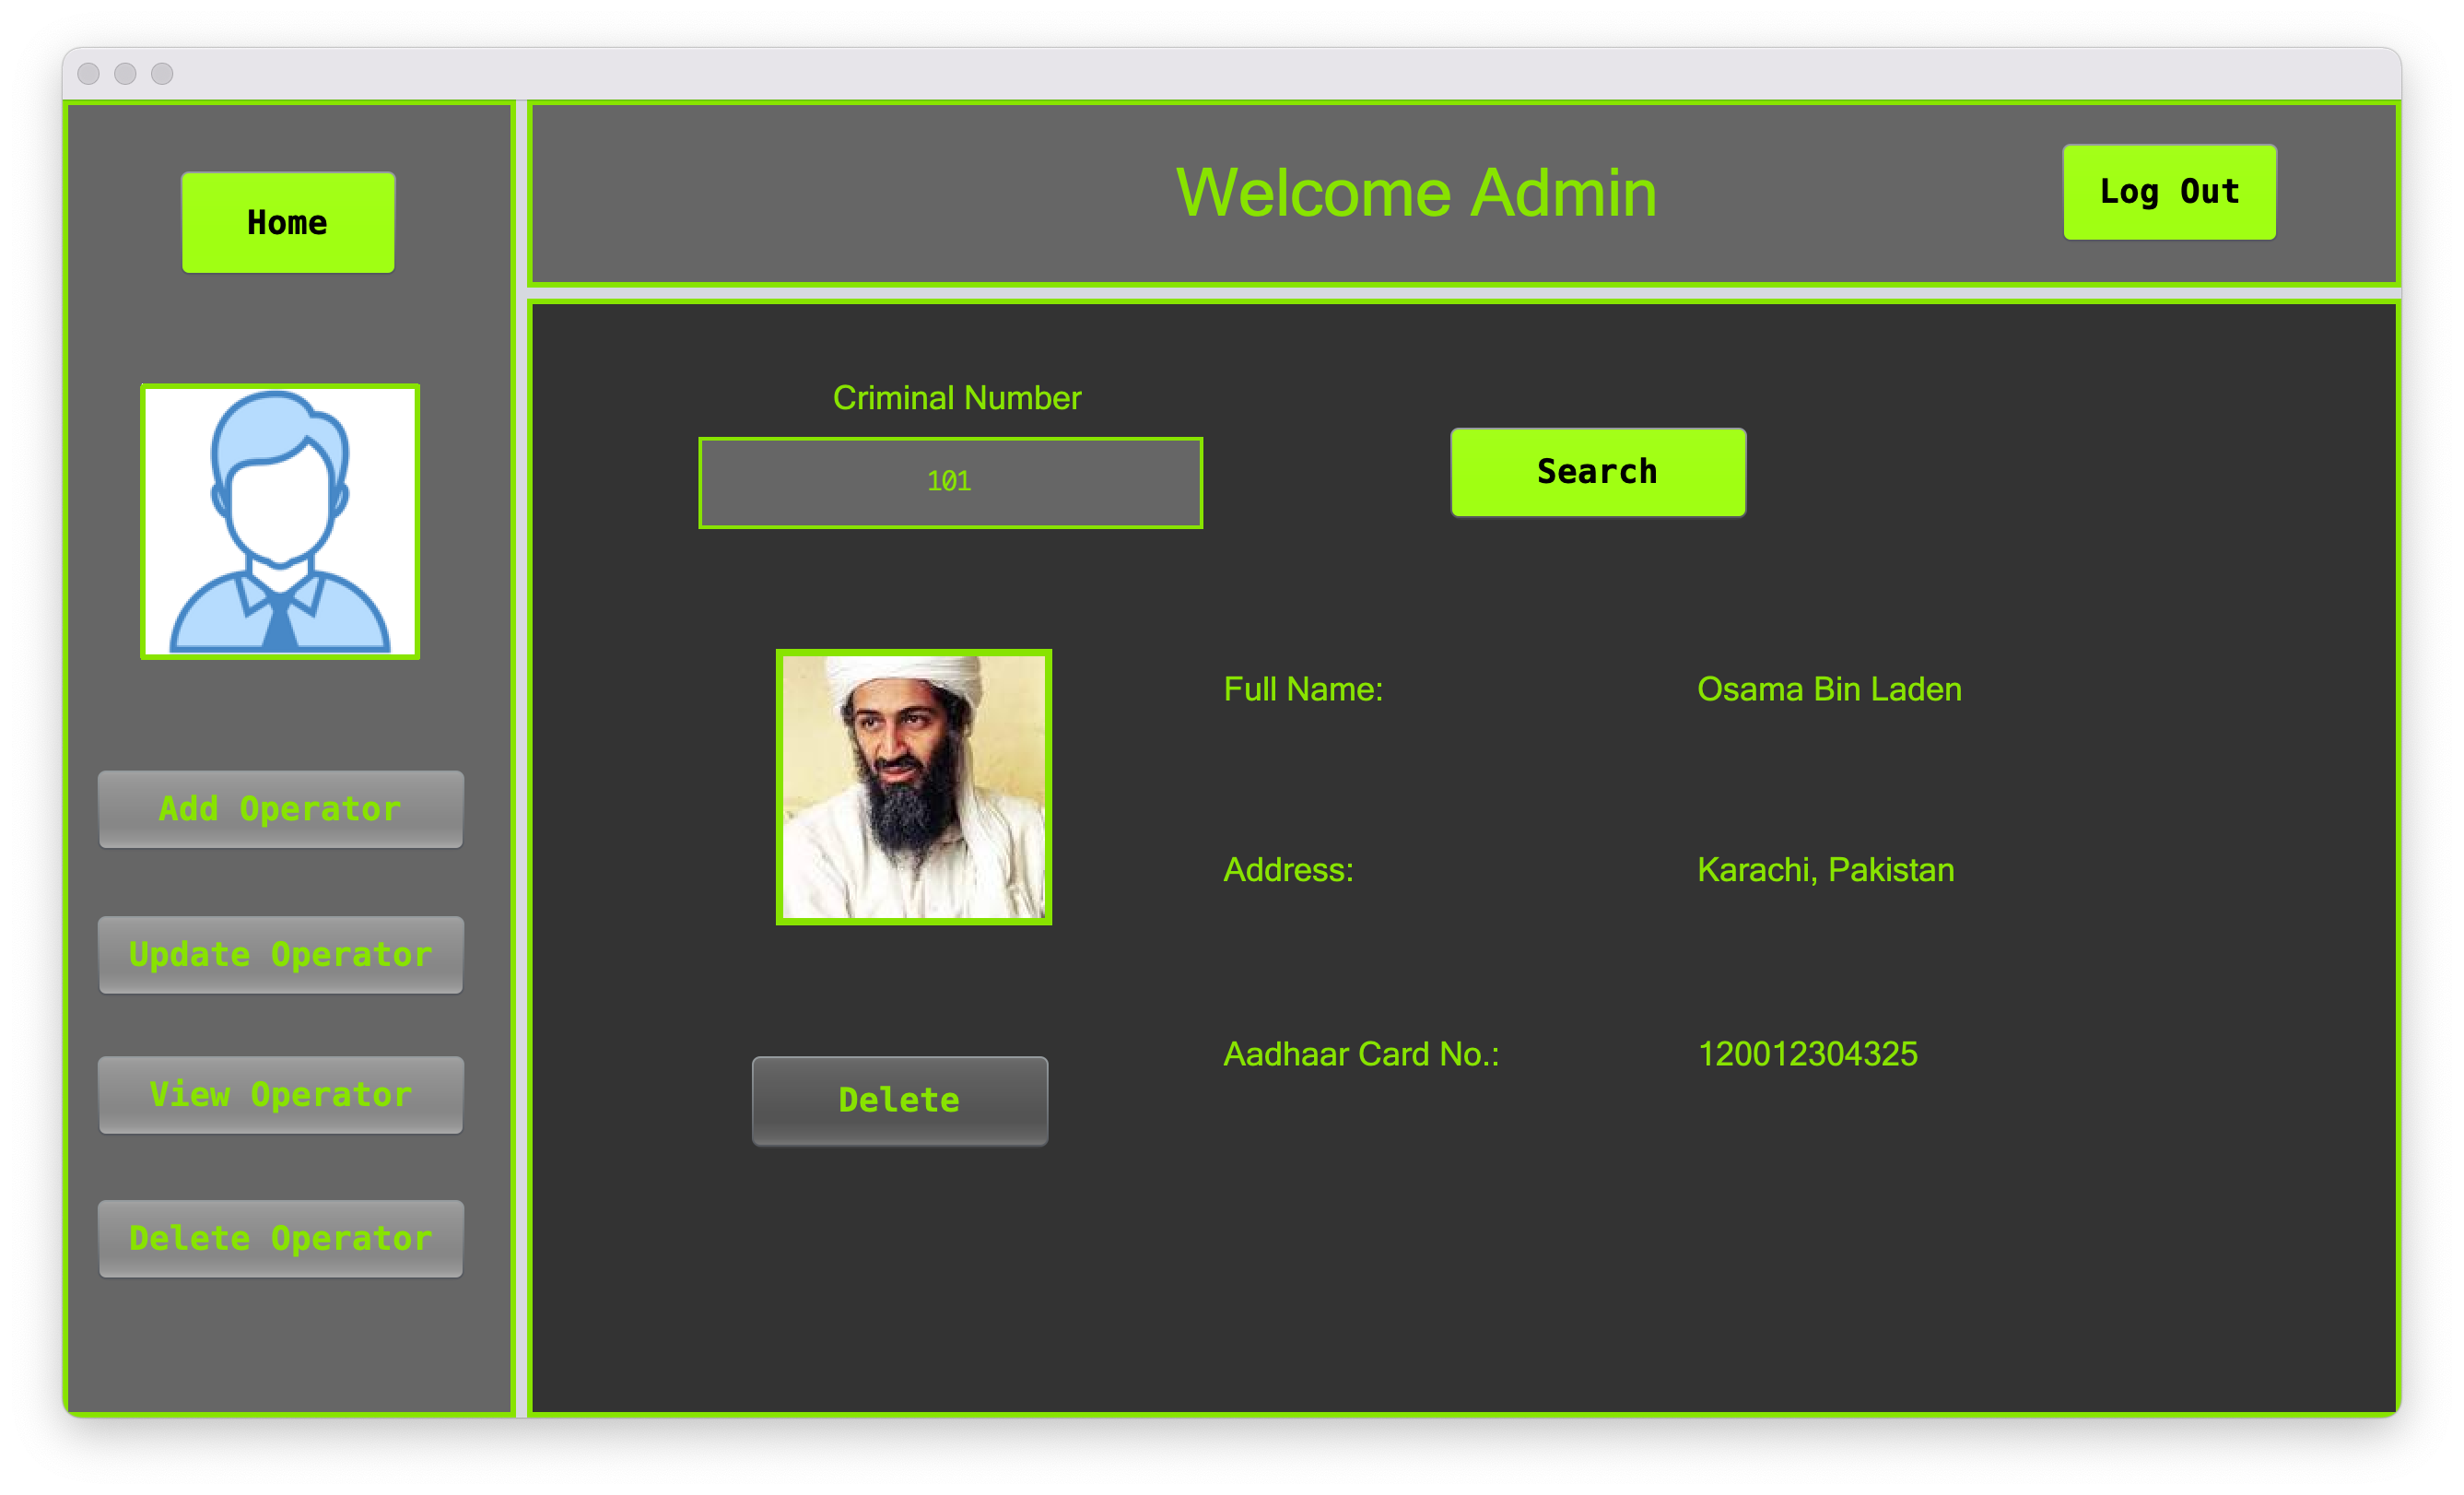 Home
Welcome Admin
Log Out
Criminal Number
101
Search
Full Name:
Osama Bin Laden
Address:
Karachi, Pakistan
Aadhaar Card No.:
120012304325
Delete
Add Operator
Update Operator
View Operator
Delete Operator